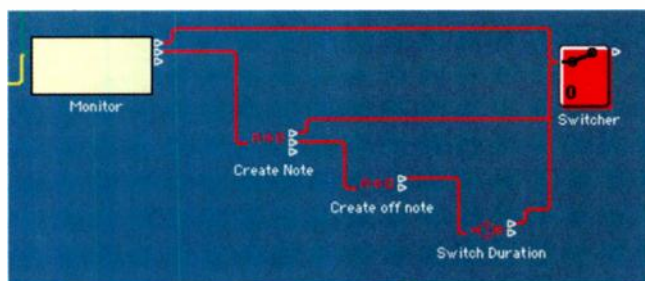 Monitor
0
Switcher
Create Note
Create off note
Switch Duration